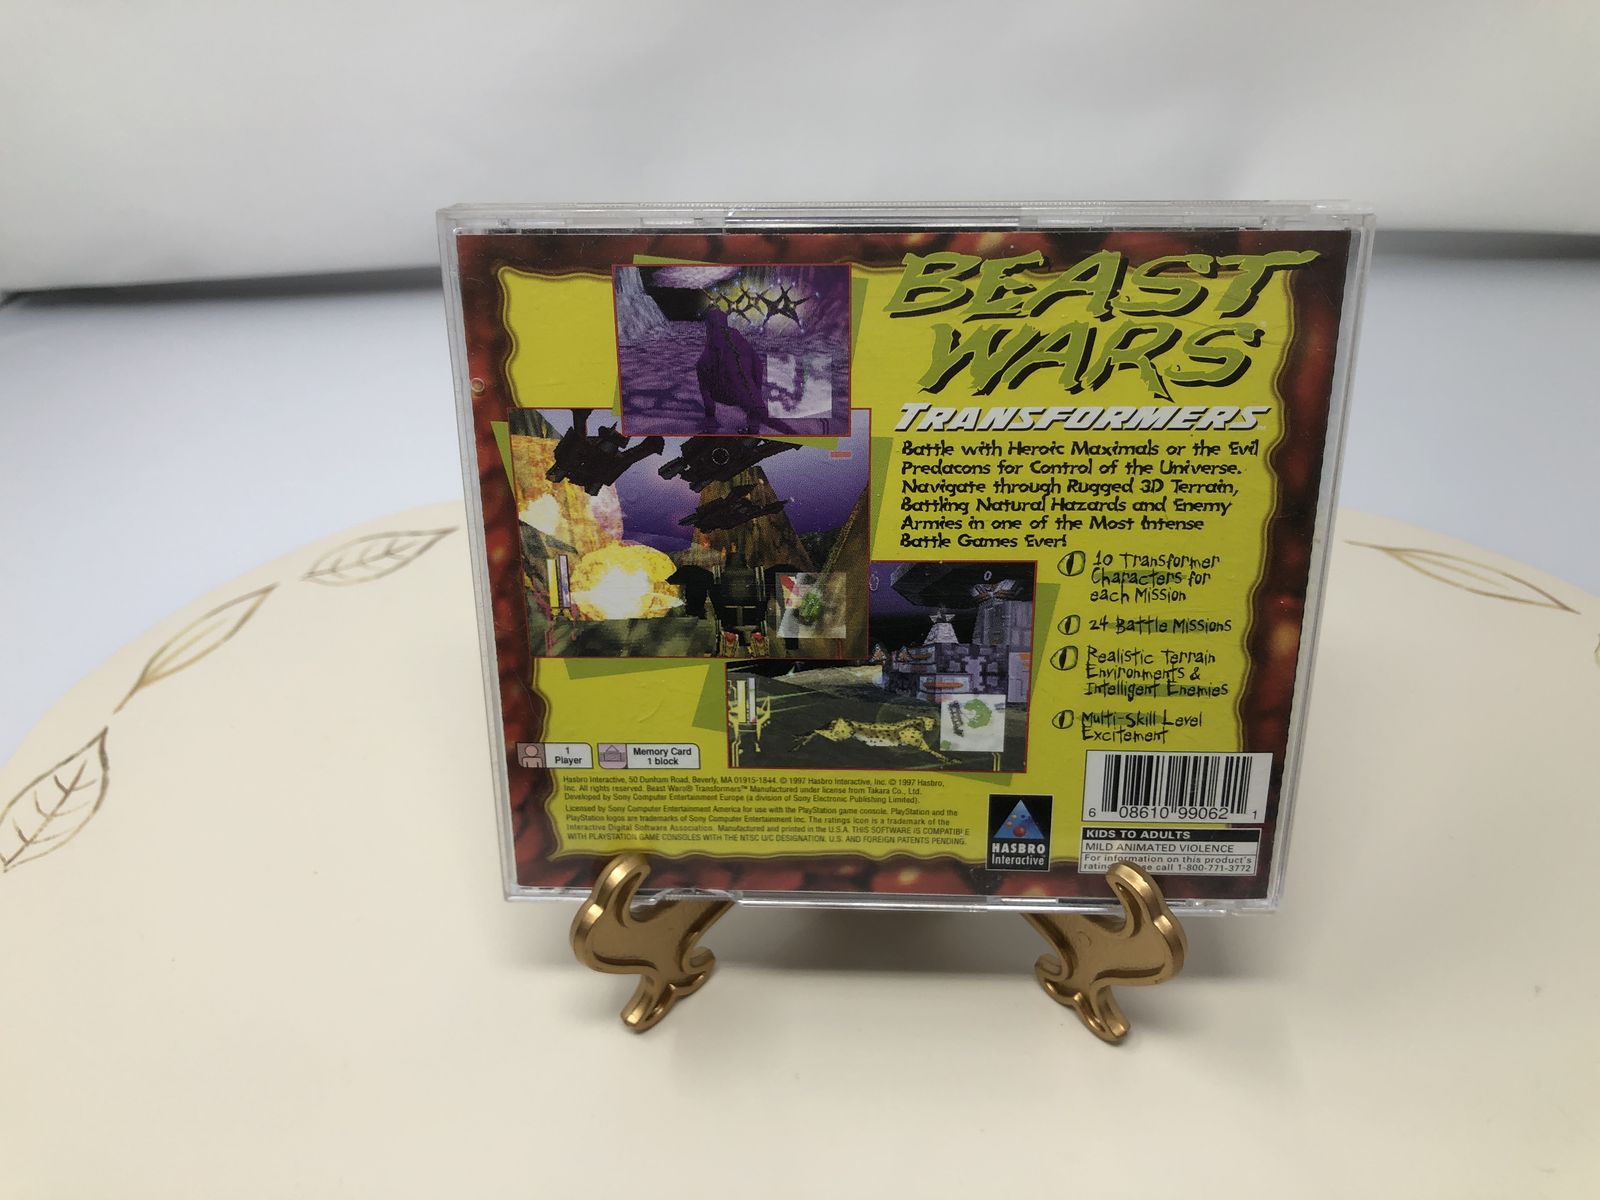 BEAST
WARS
TRANSFORMERS
Battle with Heroic Maximals or the Evil
Predacons for Control of the Universe.
Navigate through Rugged 3D Terrain,
Battling Natural Hazards and Enemy
Armies in one of the Most Intense
Battle Games Ever!
10 Transformer
Characters for
each Mission
24 Battle Missions
Realistic Terrain
Environments &
Intelligent Enemies
Multi-Skill Level
Excitement
1
Player
Memory Card
1 block
Hasbro Interactive, 50 Dunham Road, Beverly, MA 01915-1844. © 1997 Hasbro Interactive, Inc. © 1997 Hasbro,
Inc. All rights reserved. Beast Wars® Transformers™ Manufactured under license from Takara Co., Ltd.
Developed by Sony Computer Entertainment Europe (a division of Sony Electronic Publishing Limited).
Licensed by Sony Computer Entertainment America for use with the PlayStation game console. PlayStation and the
PlayStation logos are trademarks of Sony Computer Entertainment Inc. The ratings icon is a trademark of the
Interactive Digital Software Association. Manufactured and printed in the U.S.A. THIS SOFTWARE IS COMPATIBLE
WITH PLAYSTATION GAME CONSOLES WITH THE NTSC U/C DESIGNATION. U.S. AND FOREIGN PATENTS PENDING.
HASBRO
Interactive
6 08610 99062 1
KIDS TO ADULTS
MILD ANIMATED VIOLENCE
For information on this product's
call 1-800-771-3772